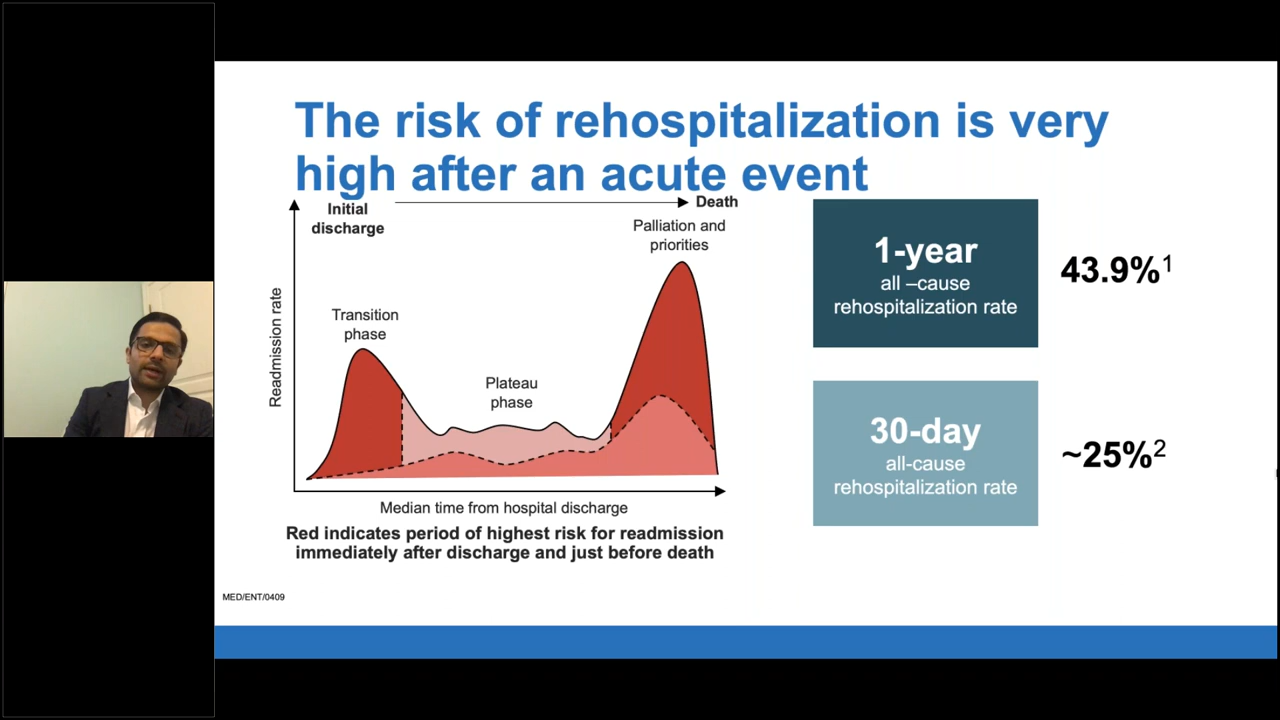 The risk of rehospitalization is very
high after an acute event
Initial
discharge
Death
Palliation and
priorities
Transition
phase
Plateau
phase
Readmission rate
Median time from hospital discharge
Red indicates period of highest risk for readmission
immediately after discharge and just before death
1-year
all –cause
rehospitalization rate
43.9%¹
30-day
all-cause
rehospitalization rate
~25%²
MED/ENT/0409